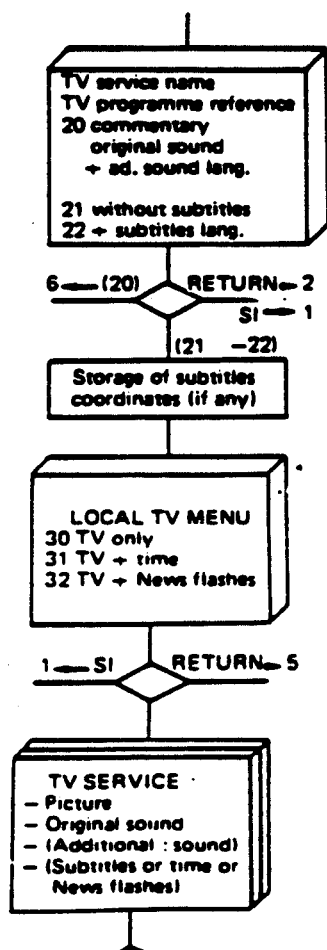 TV service name
TV programme reference
20 commentary
original sound
+ ad. sound lang.
21 without subtitles
22 + subtitles lang.
6 ← (20) RETURN → 2
SI → 1
(21 -22)
Storage of subtitles
coordinates (if any)
LOCAL TV MENU
30 TV only
31 TV + time
32 TV + News flashes
1 ← SI RETURN → 5
TV SERVICE
- Picture
- Original sound
- (Additional : sound)
- (Subtitles or time or
News flashes)